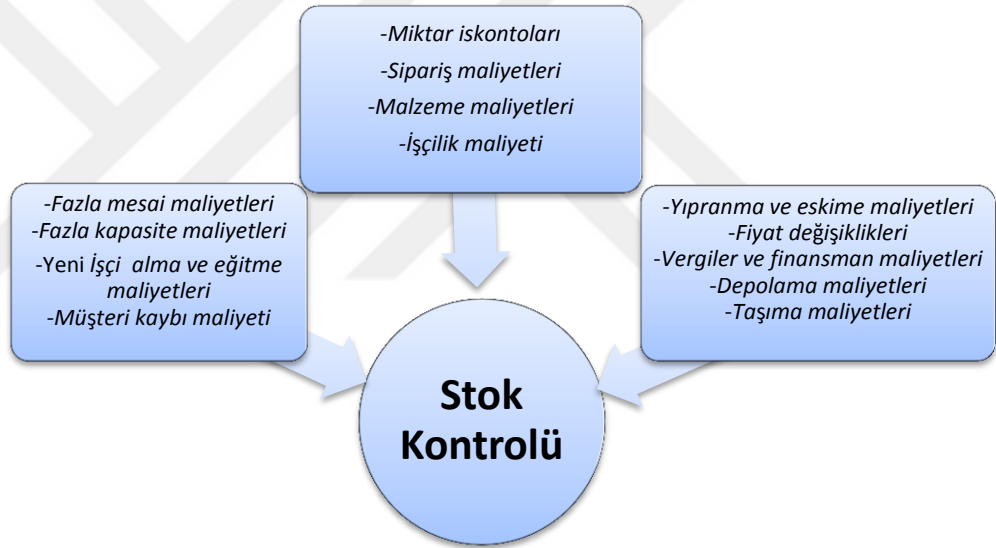 -Miktar iskontoları
-Sipariş maliyetleri
-Malzeme maliyetleri
-İşçilik maliyeti
-Fazla mesai maliyetleri
-Fazla kapasite maliyetleri
-Yeni İşçi alma ve eğitme
maliyetleri
-Müşteri kaybı maliyeti
-Yıpranma ve eskime maliyetleri
-Fiyat değişiklikleri
-Vergiler ve finansman maliyetleri
-Depolama maliyetleri
-Taşıma maliyetleri
Stok
Kontrolü